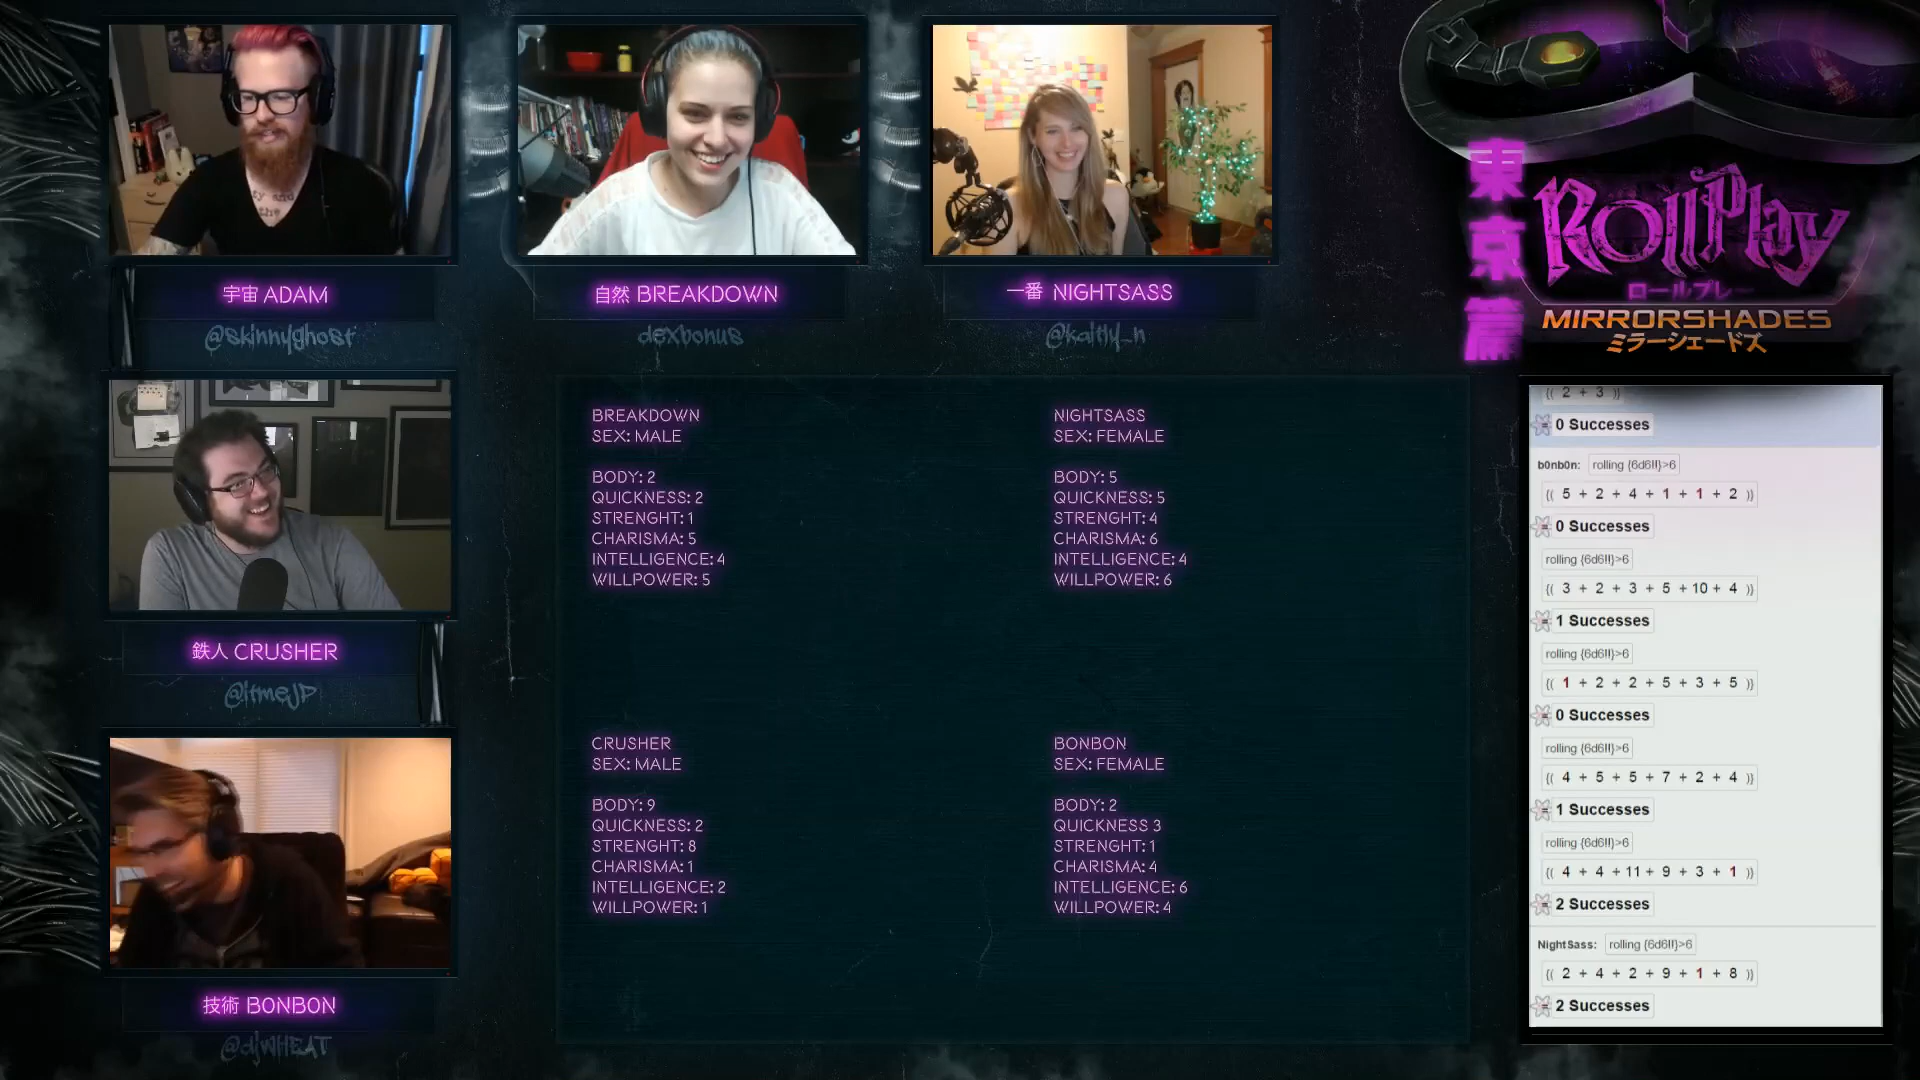 宇宙 ADAM
@skinnyghost
自然 BREAKDOWN
dexbonus
一番 NIGHTSASS
@kaitly_n
東京篇
RollPlay
ロールプレー
MIRRORSHADES
ミラーシェードズ
鉄人 CRUSHER
@itmeJP
技術 BONBON
@djWHEAT
BREAKDOWN
SEX: MALE
BODY: 2
QUICKNESS: 2
STRENGHT: 1
CHARISMA: 5
INTELLIGENCE: 4
WILLPOWER: 5
NIGHTSASS
SEX: FEMALE
BODY: 5
QUICKNESS: 5
STRENGHT: 4
CHARISMA: 6
INTELLIGENCE: 4
WILLPOWER: 6
CRUSHER
SEX: MALE
BODY: 9
QUICKNESS: 2
STRENGHT: 8
CHARISMA: 1
INTELLIGENCE: 2
WILLPOWER: 1
BONBON
SEX: FEMALE
BODY: 2
QUICKNESS 3
STRENGHT: 1
CHARISMA: 4
INTELLIGENCE: 6
WILLPOWER: 4
{( 2 + 3 )}
= 0 Successes
b0nb0n: rolling {6d6!!}>6
{( 5 + 2 + 4 + 1 + 1 + 2 )}
= 0 Successes
rolling {6d6!!}>6
{( 3 + 2 + 3 + 5 + 10 + 4 )}
= 1 Successes
rolling {6d6!!}>6
{( 1 + 2 + 2 + 5 + 3 + 5 )}
= 0 Successes
rolling {6d6!!}>6
{( 4 + 5 + 5 + 7 + 2 + 4 )}
= 1 Successes
rolling {6d6!!}>6
{( 4 + 4 + 11 + 9 + 3 + 1 )}
= 2 Successes
NightSass: rolling {6d6!!}>6
{( 2 + 4 + 2 + 9 + 1 + 8 )}
= 2 Successes